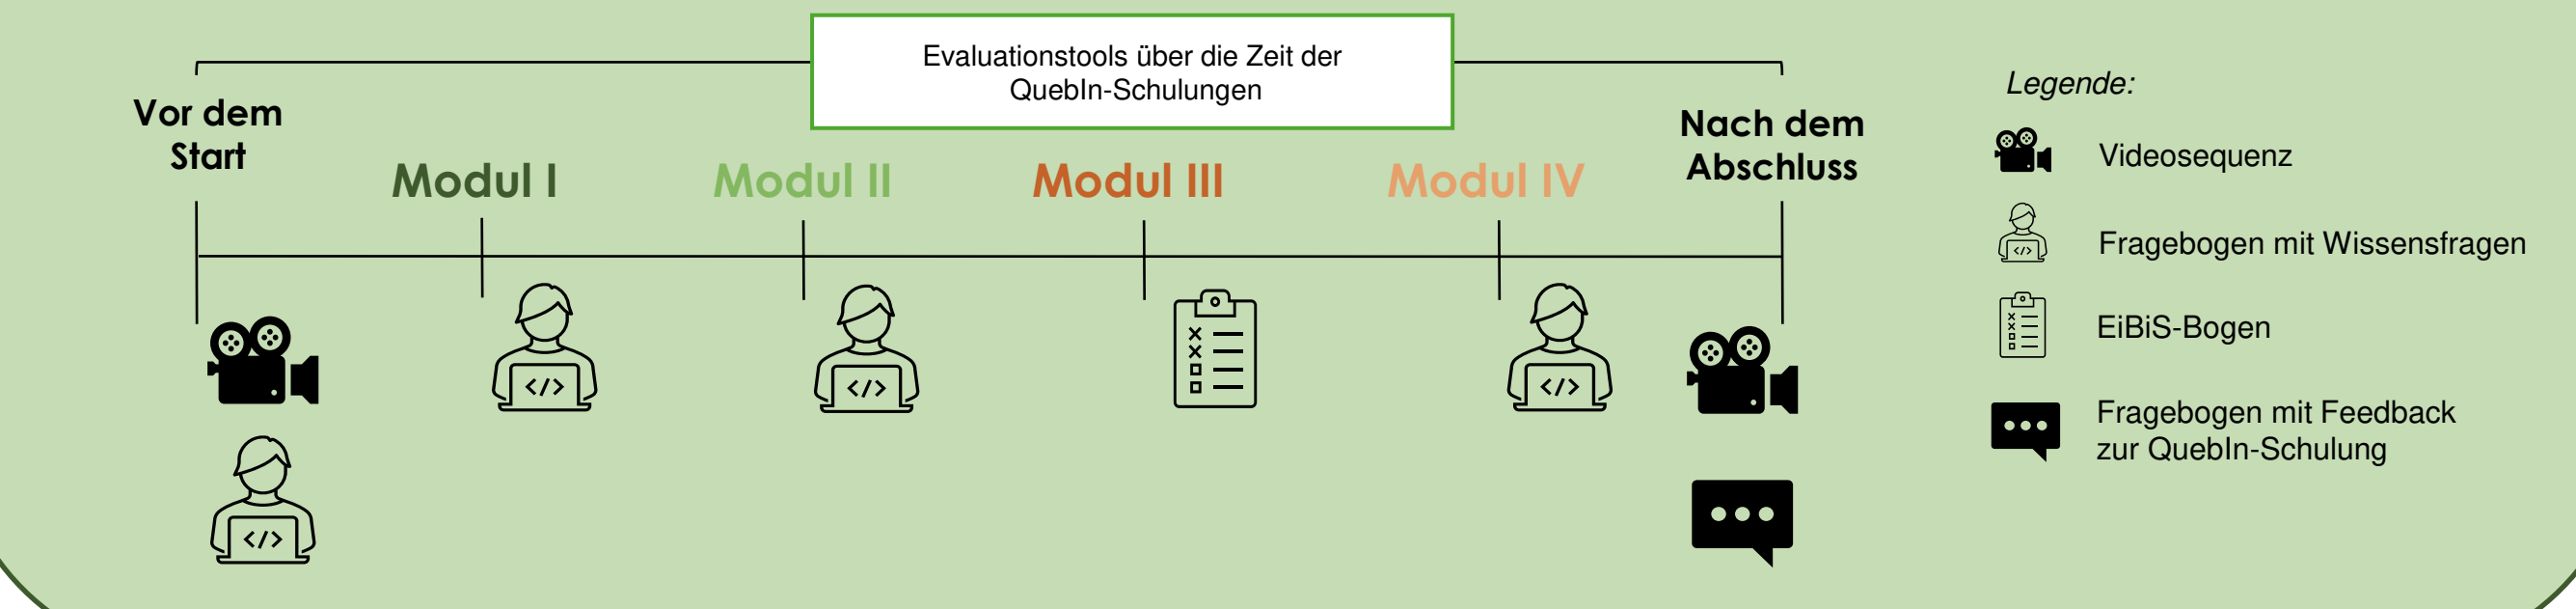 Evaluationstools über die Zeit der
QuebIn-Schulungen
Vor dem
Start
Modul I
Modul II
Modul III
Modul IV
Nach dem
Abschluss
Legende:
Videosequenz
</>
Fragebogen mit Wissensfragen
EiBiS-Bogen
Fragebogen mit Feedback
zur QuebIn-Schulung
</>
</>
</>
</>